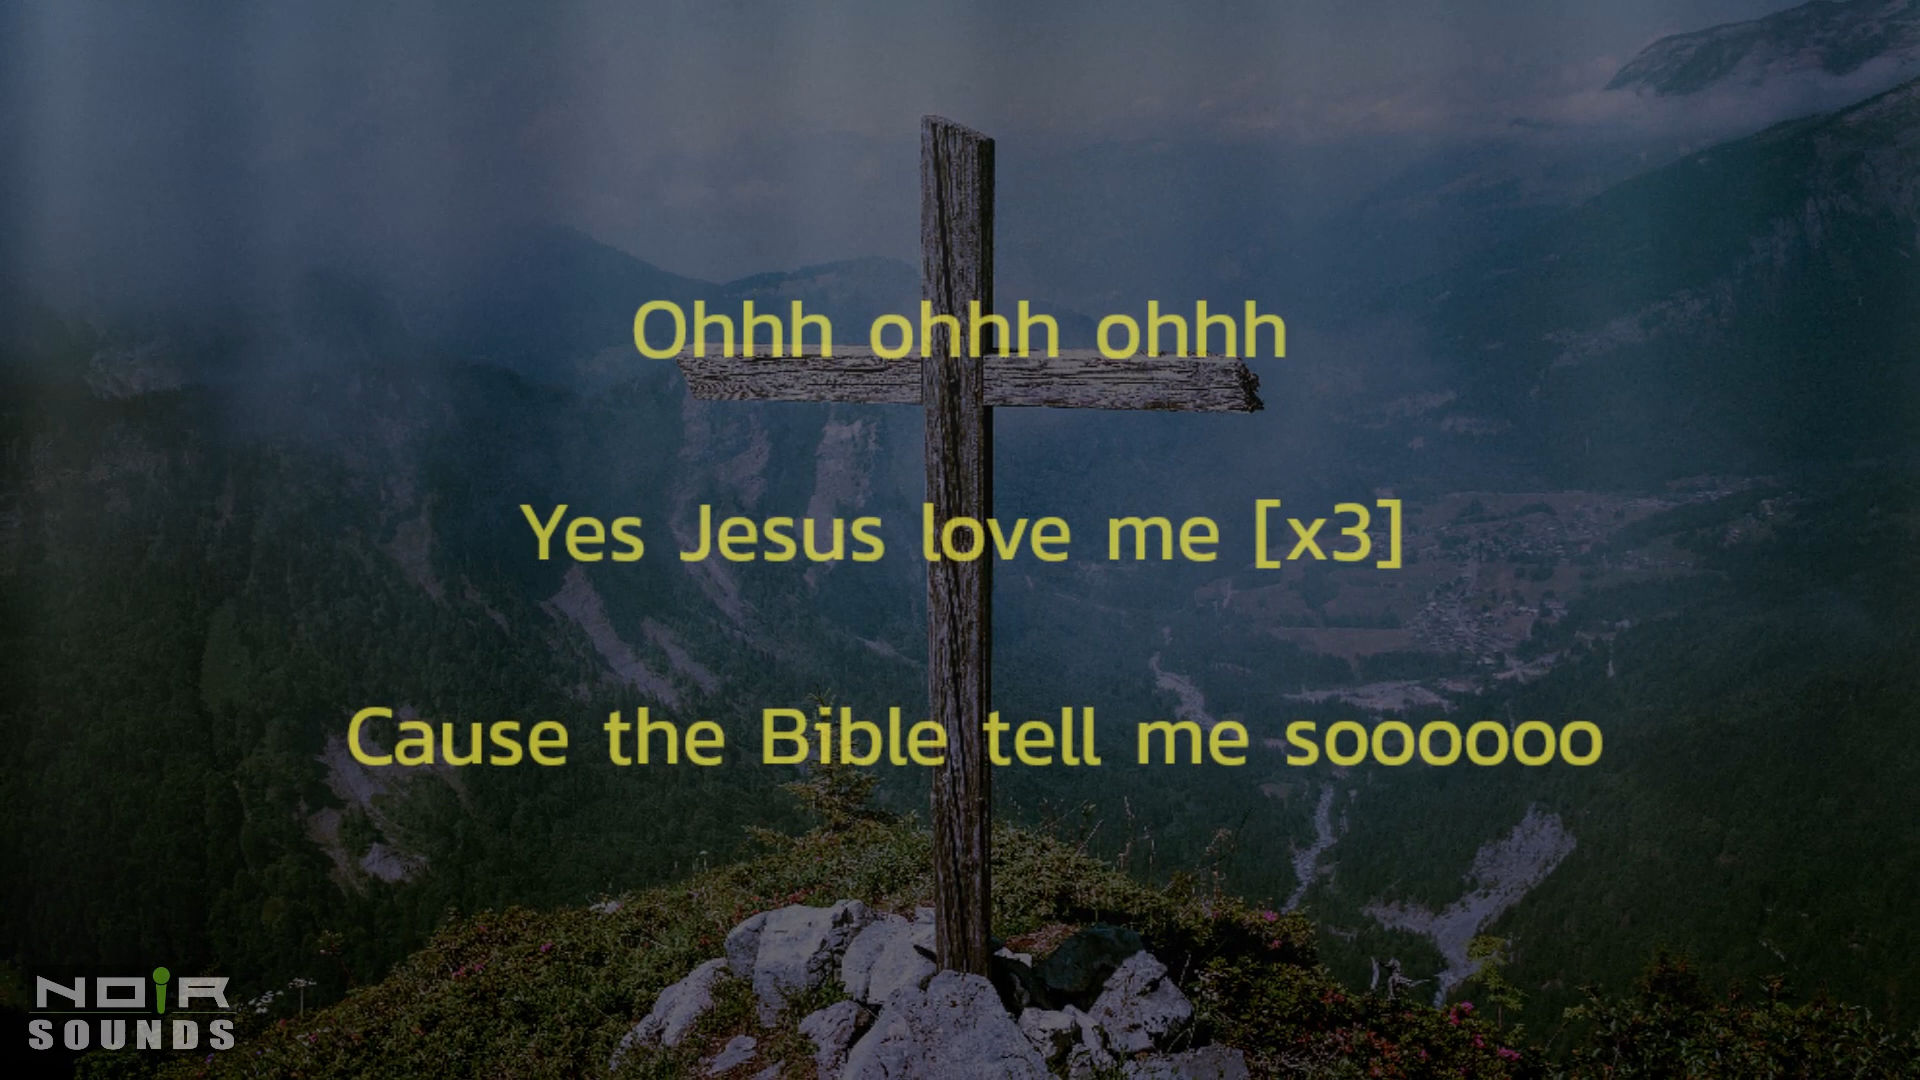 Ohhh ohhh ohhh
Yes Jesus love me [x3]
Cause the Bible tell me soooooo
NOiR
SOUNDS